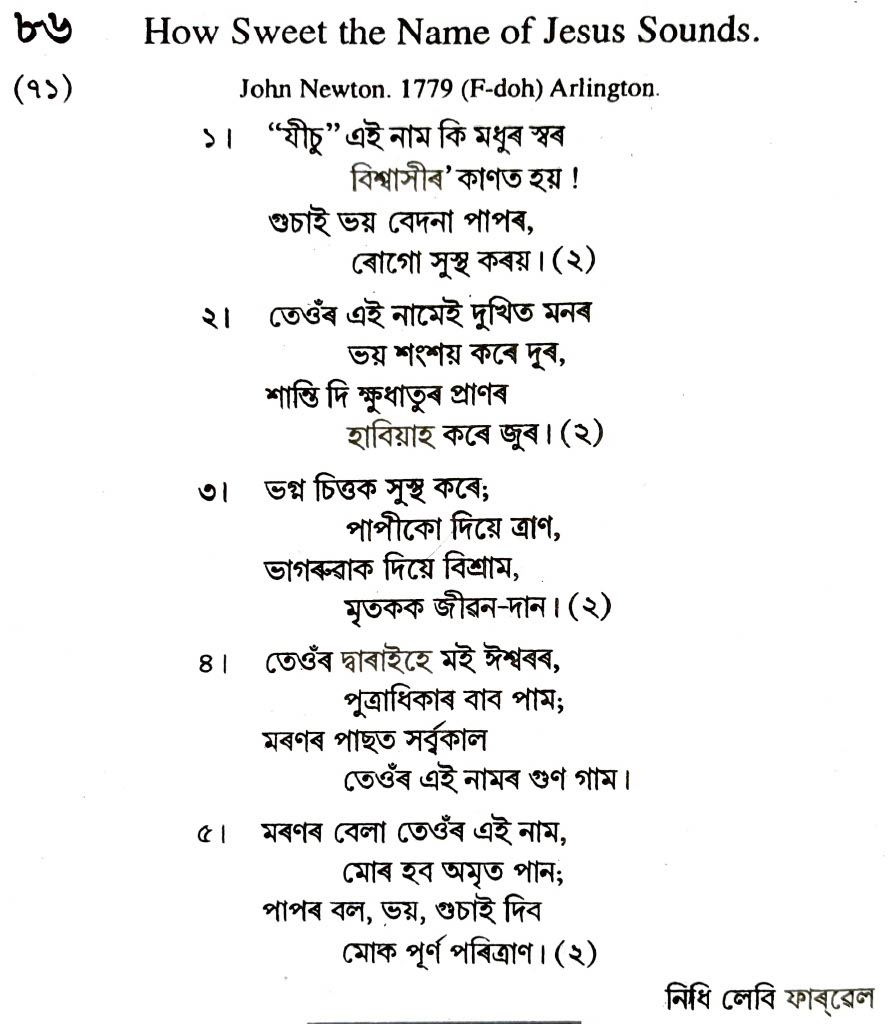 ৮৬ How Sweet the Name of Jesus Sounds.
(৭১) John Newton. 1779 (F-doh) Arlington.
১। “যীচু” এই নাম কি মধুৰ স্বৰ
বিশ্বাসীৰ’ কাণত হয় !
গুচাই ভয় বেদনা পাপৰ,
ৰোগো সুস্থ কৰয়। (২)
২। তেওঁৰ এই নামেই দুখিত মনৰ
ভয় শংশয় কৰে দূৰ,
শান্তি দি ক্ষুধাতুৰ প্ৰাণৰ
হাবিয়াহ কৰে জুৰ। (২)
৩। ভগ্ন চিত্তক সুস্থ কৰে;
পাপীকো দিয়ে ত্ৰাণ,
ভাগৰুৱাক দিয়ে বিশ্ৰাম,
মৃতকক জীৱন-দান। (২)
৪। তেওঁৰ দ্বাৰাইহে মই ঈশ্বৰৰ,
পুত্ৰাধিকাৰ বাব পাম;
মৰণৰ পাছত সৰ্ব্বকাল
তেওঁৰ এই নামৰ গুণ গাম।
৫। মৰণৰ বেলা তেওঁৰ এই নাম,
মোৰ হব অমৃত পান;
পাপৰ বল, ভয়, গুচাই দিব
মোক পূৰ্ণ পৰিত্ৰাণ। (২)
নিধি লেবি ফাৰ্ৱেল